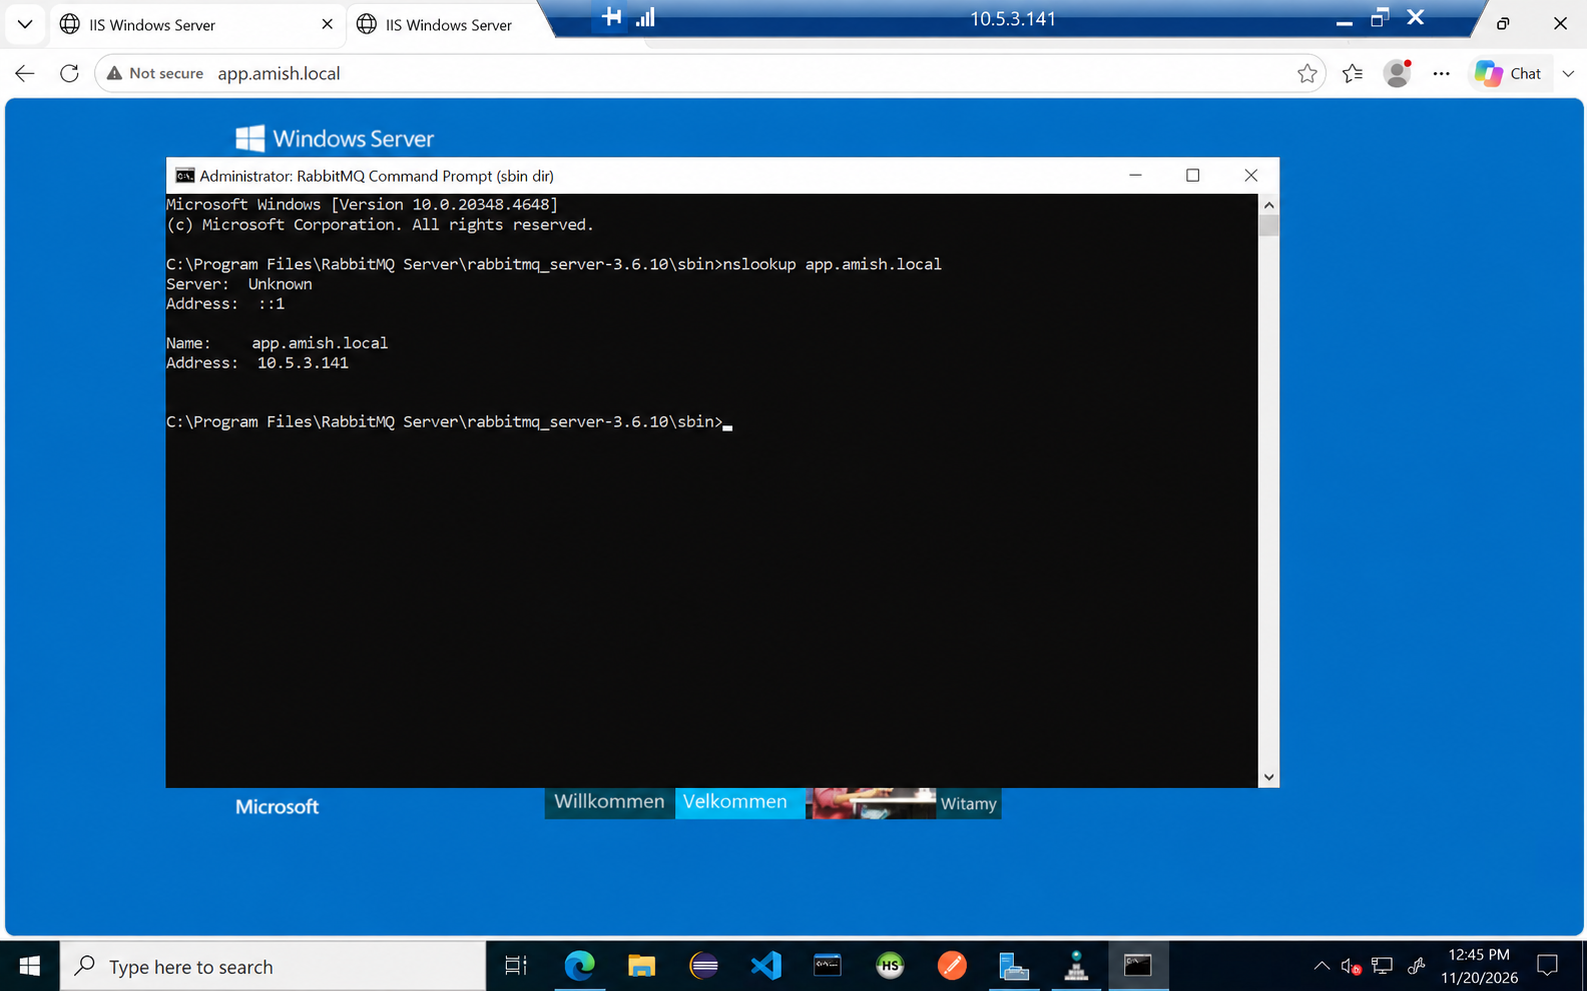 IIS Windows Server
IIS Windows Server
10.5.3.141
Not secure app.amish.local
Chat
Windows Server
Administrator: RabbitMQ Command Prompt (sbin dir)
Microsoft Windows [Version 10.0.20348.4648]
(c) Microsoft Corporation. All rights reserved.
C:\Program Files\RabbitMQ Server\rabbitmq_server-3.6.10\sbin>nslookup app.amish.local
Server:  Unknown
Address:  ::1
Name:    app.amish.local
Address:  10.5.3.141
C:\Program Files\RabbitMQ Server\rabbitmq_server-3.6.10\sbin>
Microsoft
Willkommen
Velkommen
Witamy
Type here to search
HS
12:45 PM
11/20/2026